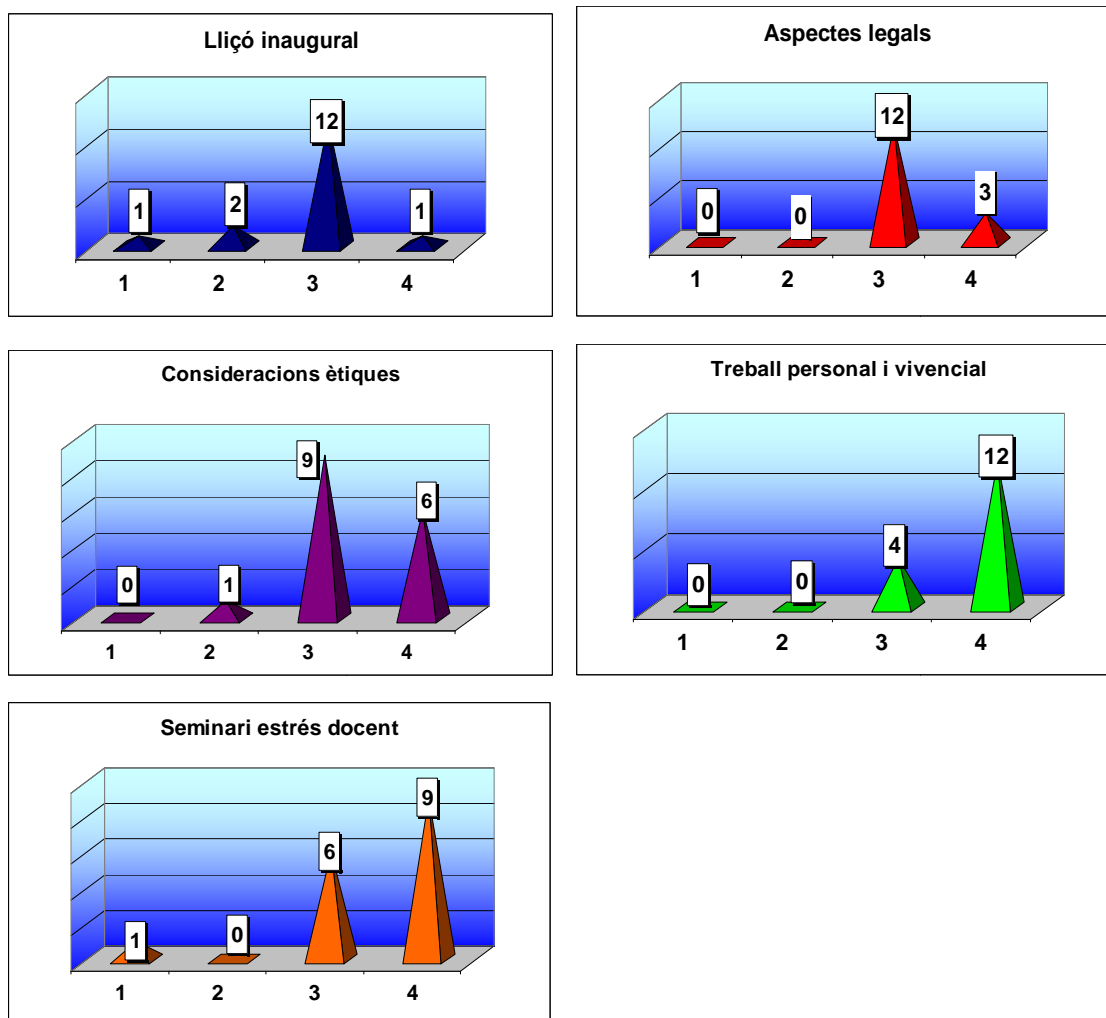 Lliçó inaugural
1
2
12
1
1 2 3 4
Aspectes legals
0
0
12
3
1 2 3 4
Consideracions ètiques
0
1
9
6
1 2 3 4
Treball personal i vivencial
0
0
4
12
1 2 3 4
Seminari estrés docent
1
0
6
9
1 2 3 4